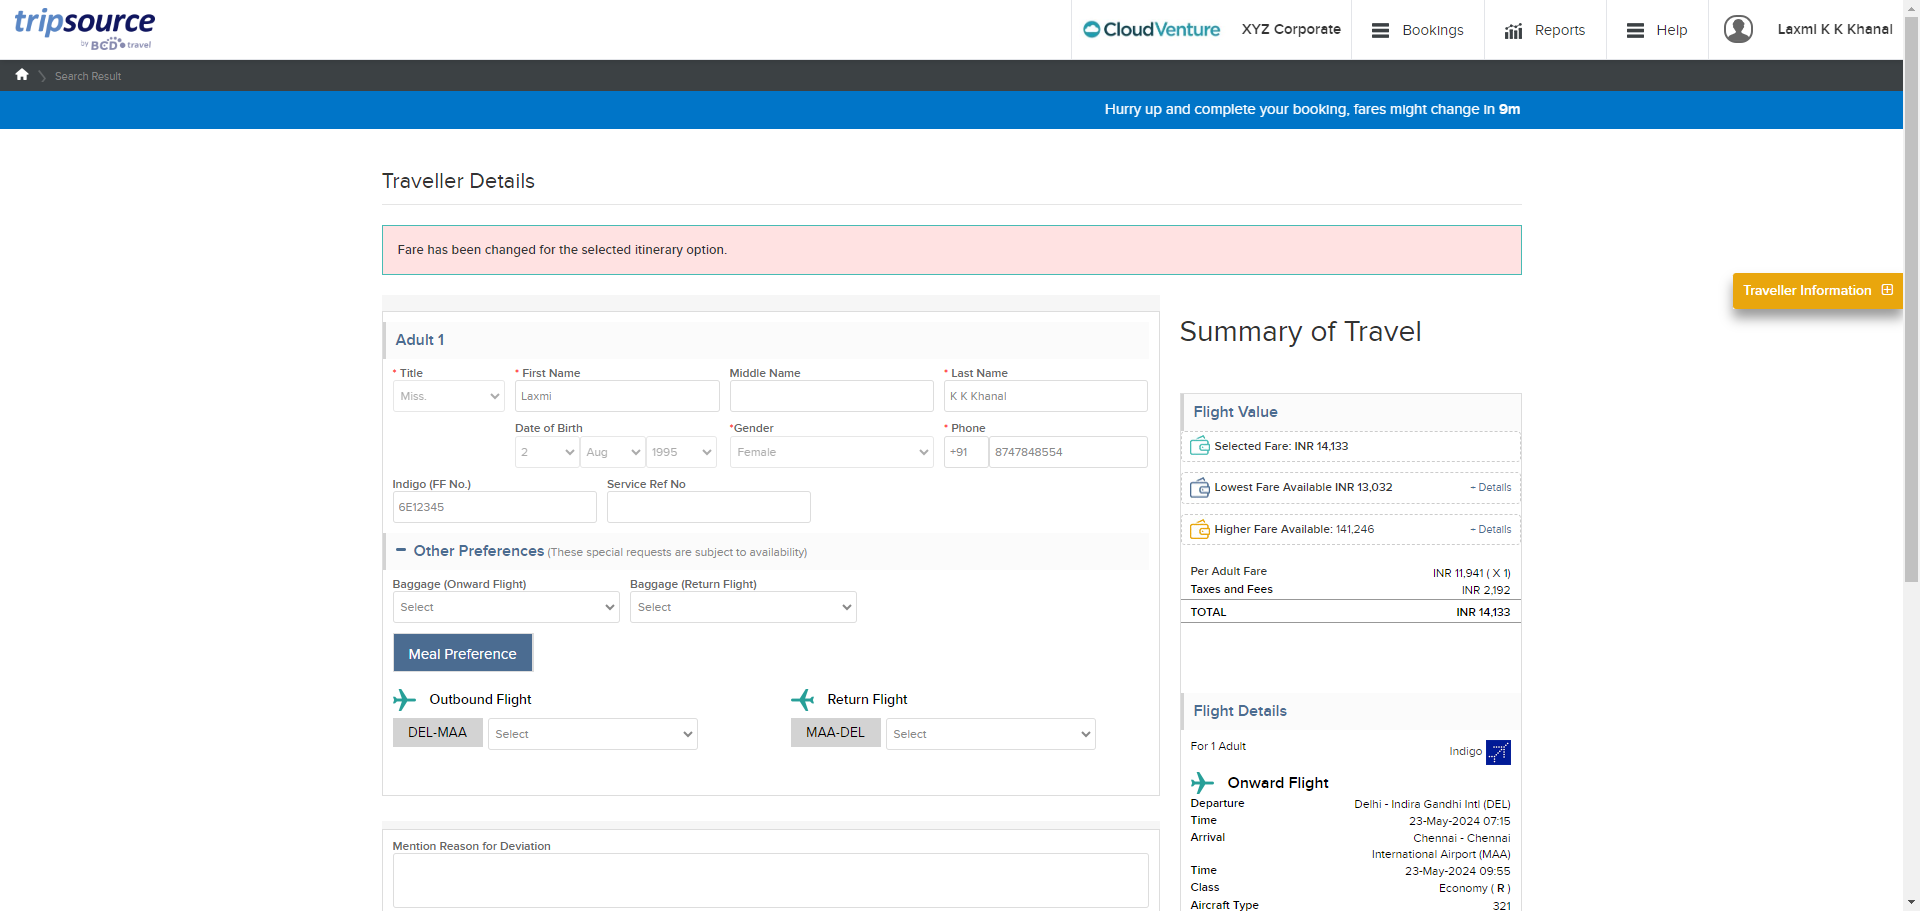 tripsource
by BCD travel
CloudVenture
XYZ Corporate
Bookings
Reports
Help
Laxmi K K Khanal
Search Result
Hurry up and complete your booking, fares might change in 9m
Traveller Details
Fare has been changed for the selected itinerary option.
Traveller Information
Adult 1
* Title
* First Name
Middle Name
* Last Name
Miss.
Laxmi
K K Khanal
Date of Birth
*Gender
* Phone
2
Aug
1995
Female
+91
8747848554
Indigo (FF No.)
Service Ref No
6E12345
Other Preferences (These special requests are subject to availability)
Baggage (Onward Flight)
Baggage (Return Flight)
Select
Select
Meal Preference
Outbound Flight
Return Flight
DEL-MAA
Select
MAA-DEL
Select
Mention Reason for Deviation
Summary of Travel
Flight Value
Selected Fare: INR 14,133
Lowest Fare Available INR 13,032
+ Details
Higher Fare Available: 141,246
+ Details
Per Adult Fare
INR 11,941 ( X 1)
Taxes and Fees
INR 2,192
TOTAL
INR 14,133
Flight Details
For 1 Adult
Indigo
Onward Flight
Departure
Delhi - Indira Gandhi Intl (DEL)
Time
23-May-2024 07:15
Arrival
Chennai - Chennai
International Airport (MAA)
Time
23-May-2024 09:55
Class
Economy ( R )
Aircraft Type
321